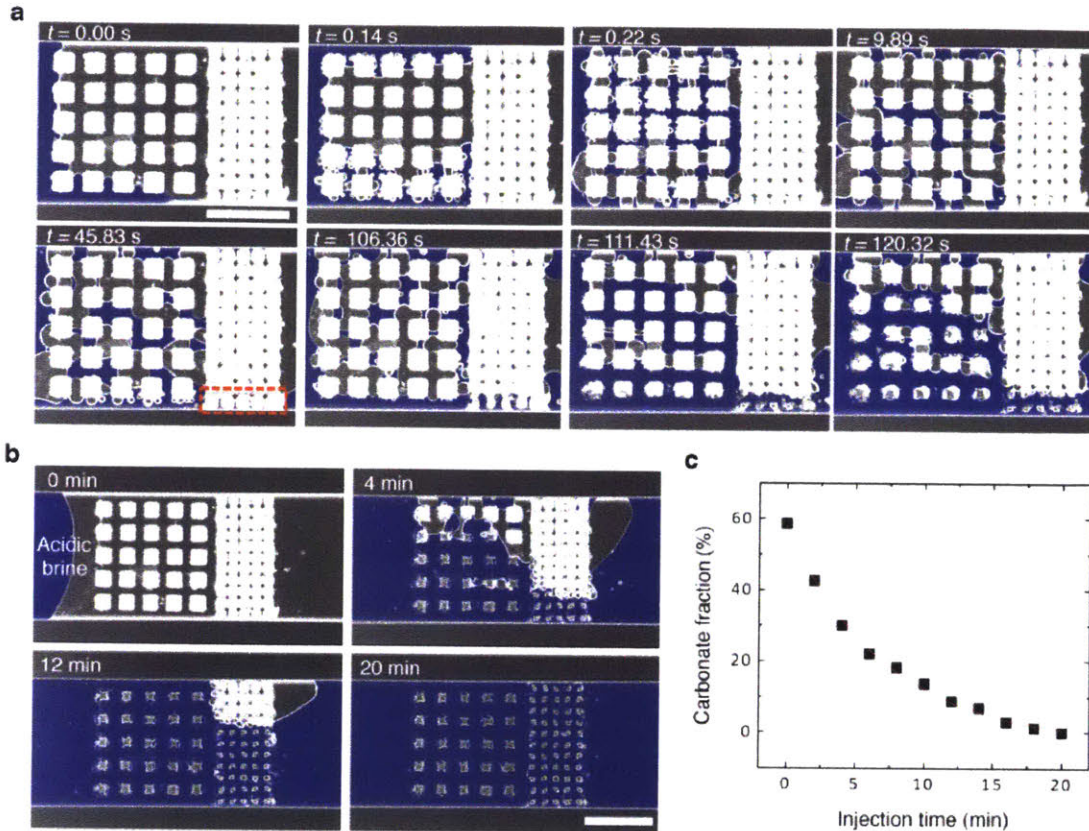 a
t = 0.00 s
t = 0.14 s
t = 0.22 s
t = 9.89 s
t = 45.83 s
t = 106.36 s
t = 111.43 s
t = 120.32 s
b
0 min
4 min
Acidic
brine
12 min
20 min
c
Carbonate fraction (%)
60
40
20
0
0
5
10
15
20
Injection time (min)